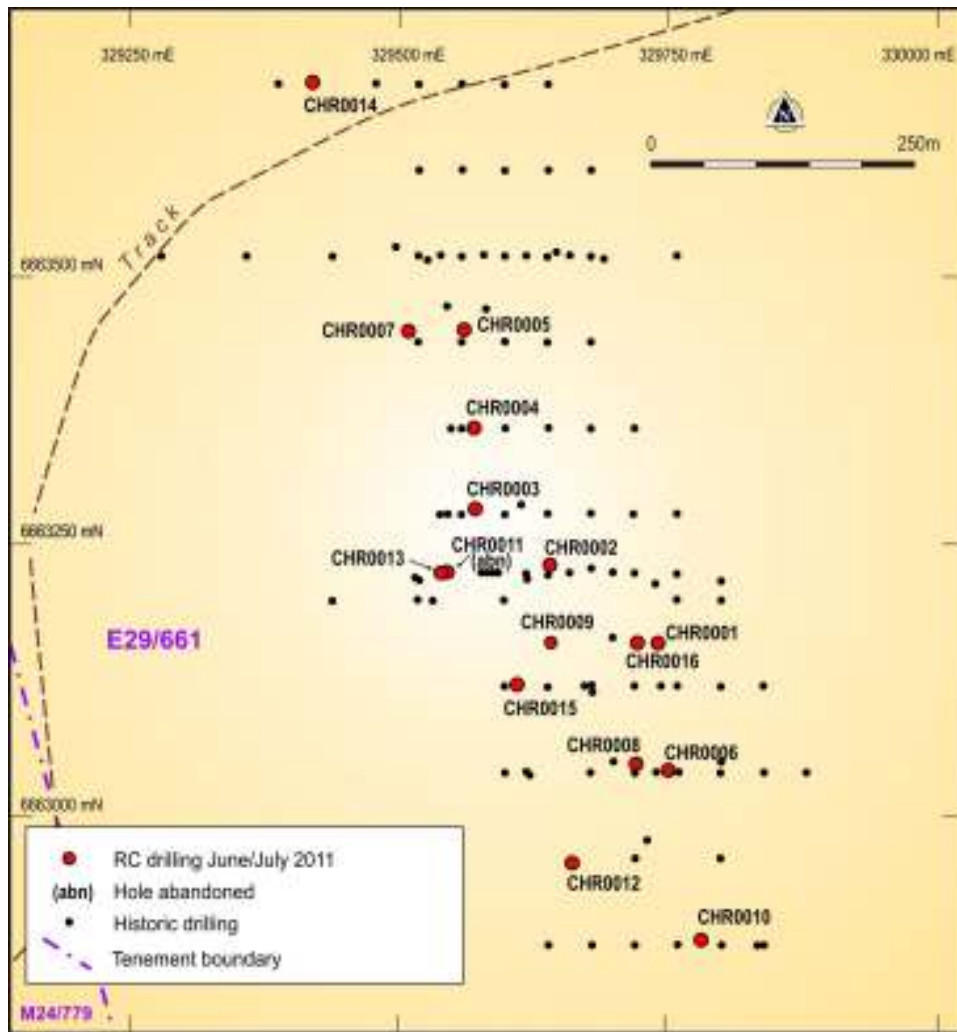 329250 mE 329500 mE 329750 mE 330000 mE
CHR0014
N
0 250m
Track
6663500 mN
CHR0007 CHR0005
CHR0004
CHR0003
6663250 mN
CHR0013 CHR0011 CHR0002
(abn)
CHR0009 CHR0001
E29/661
CHR0016
CHR0015
CHR0008 CHR0006
6663000 mN
CHR0012
CHR0010
RC drilling June/July 2011
(abn) Hole abandoned
Historic drilling
Tenement boundary
M24/779